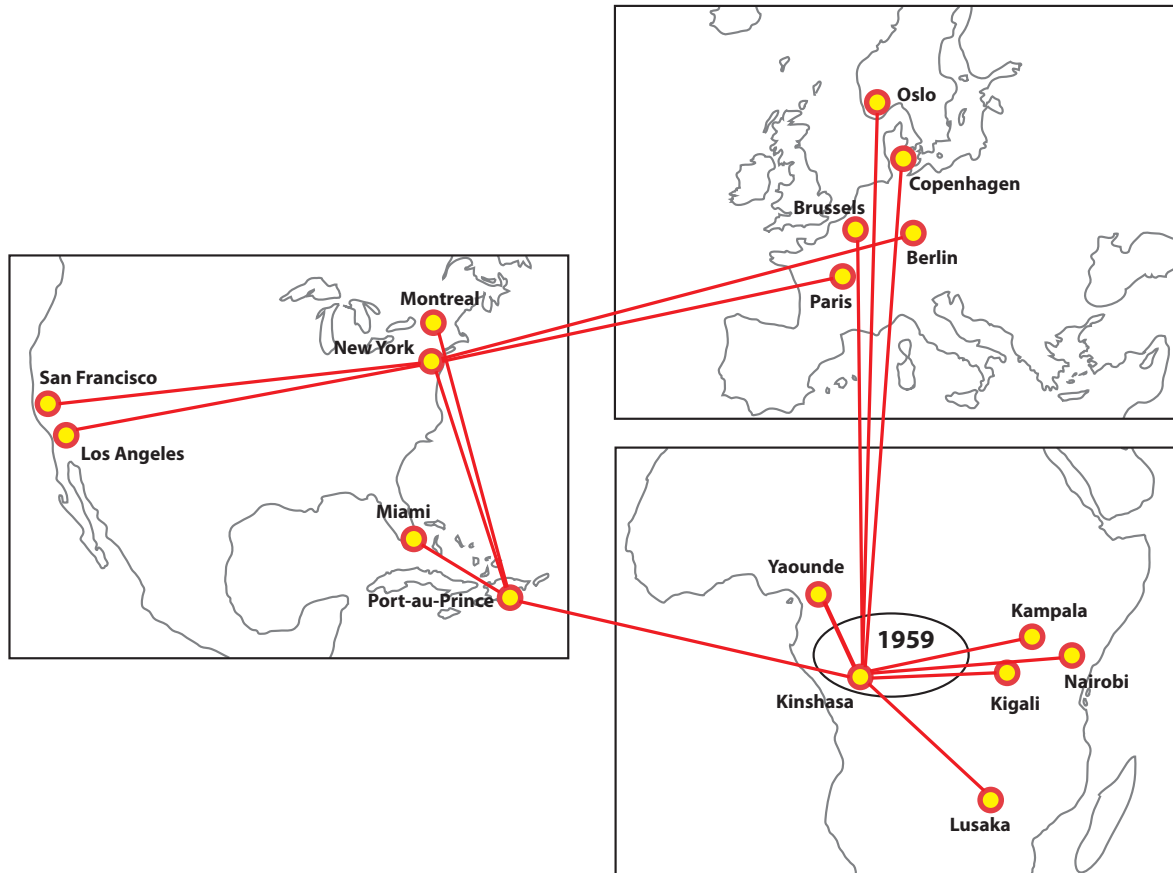 Oslo
Copenhagen
Brussels
Berlin
Paris
Montreal
New York
San Francisco
Los Angeles
Miami
Port-au-Prince
Yaounde
1959
Kampala
Nairobi
Kinshasa
Kigali
Lusaka